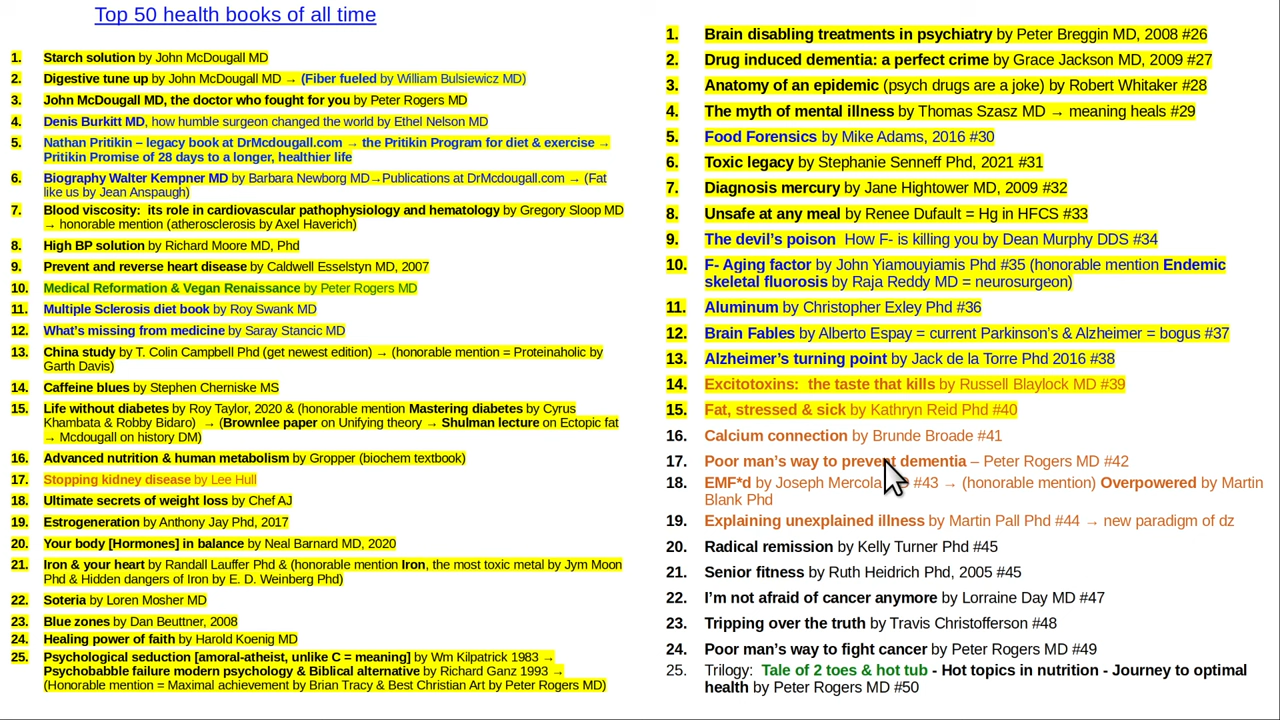 Top 50 health books of all time
1. Starch solution by John McDougall MD
2. Digestive tune up by John McDougall MD → (Fiber fueled by William Bulsiewicz MD)
3. John McDougall MD, the doctor who fought for you by Peter Rogers MD
4. Denis Burkitt MD, how humble surgeon changed the world by Ethel Nelson MD
5. Nathan Pritikin – legacy book at DrMcdougall.com → the Pritikin Program for diet & exercise →
Pritikin Promise of 28 days to a longer, healthier life
6. Biography Walter Kempner MD by Barbara Newborg MD→Publications at DrMcdougall.com → (Fat
like us by Jean Anspaugh)
7. Blood viscosity: its role in cardiovascular pathophysiology and hematology by Gregory Sloop MD
→ honorable mention (atherosclerosis by Axel Haverich)
8. High BP solution by Richard Moore MD, Phd
9. Prevent and reverse heart disease by Caldwell Esselstyn MD, 2007
10. Medical Reformation & Vegan Renaissance by Peter Rogers MD
11. Multiple Sclerosis diet book by Roy Swank MD
12. What's missing from medicine by Saray Stancic MD
13. China study by T. Colin Campbell Phd (get newest edition) → (honorable mention = Proteinaholic by
Garth Davis)
14. Caffeine blues by Stephen Cherniske MS
15. Life without diabetes by Roy Taylor, 2020 & (honorable mention Mastering diabetes by Cyrus
Khambata & Robby Bidaro) → (Brownlee paper on Unifying theory → Shulman lecture on Ectopic fat
→ Mcdougall on history DM)
16. Advanced nutrition & human metabolism by Gropper (biochem textbook)
17. Stopping kidney disease by Lee Hull
18. Ultimate secrets of weight loss by Chef AJ
19. Estrogeneration by Anthony Jay Phd, 2017
20. Your body [Hormones] in balance by Neal Barnard MD, 2020
21. Iron & your heart by Randall Lauffer Phd & (honorable mention Iron, the most toxic metal by Jym Moon
Phd & Hidden dangers of Iron by E. D. Weinberg Phd)
22. Soteria by Loren Mosher MD
23. Blue zones by Dan Beuttner, 2008
24. Healing power of faith by Harold Koenig MD
25. Psychological seduction [amoral-atheist, unlike C = meaning] by Wm Kilpatrick 1983 →
Psychobabble failure modern psychology & Biblical alternative by Richard Ganz 1993 →
(Honorable mention = Maximal achievement by Brian Tracy & Best Christian Art by Peter Rogers MD)
1. Brain disabling treatments in psychiatry by Peter Breggin MD, 2008 #26
2. Drug induced dementia: a perfect crime by Grace Jackson MD, 2009 #27
3. Anatomy of an epidemic (psych drugs are a joke) by Robert Whitaker #28
4. The myth of mental illness by Thomas Szasz MD → meaning heals #29
5. Food Forensics by Mike Adams, 2016 #30
6. Toxic legacy by Stephanie Senneff Phd, 2021 #31
7. Diagnosis mercury by Jane Hightower MD, 2009 #32
8. Unsafe at any meal by Renee Dufault = Hg in HFCS #33
9. The devil's poison How F- is killing you by Dean Murphy DDS #34
10. F- Aging factor by John Yiamouyiamis Phd #35 (honorable mention Endemic
skeletal fluorosis by Raja Reddy MD = neurosurgeon)
11. Aluminum by Christopher Exley Phd #36
12. Brain Fables by Alberto Espay = current Parkinson's & Alzheimer = bogus #37
13. Alzheimer's turning point by Jack de la Torre Phd 2016 #38
14. Excitotoxins: the taste that kills by Russell Blaylock MD #39
15. Fat, stressed & sick by Kathryn Reid Phd #40
16. Calcium connection by Brunde Broade #41
17. Poor man's way to prevent dementia – Peter Rogers MD #42
18. EMF*d by Joseph Mercola #43 → (honorable mention) Overpowered by Martin
Blank Phd
19. Explaining unexplained illness by Martin Pall Phd #44 → new paradigm of dz
20. Radical remission by Kelly Turner Phd #45
21. Senior fitness by Ruth Heidrich Phd, 2005 #45
22. I'm not afraid of cancer anymore by Lorraine Day MD #47
23. Tripping over the truth by Travis Christofferson #48
24. Poor man's way to fight cancer by Peter Rogers MD #49
25. Trilogy: Tale of 2 toes & hot tub - Hot topics in nutrition - Journey to optimal
health by Peter Rogers MD #50